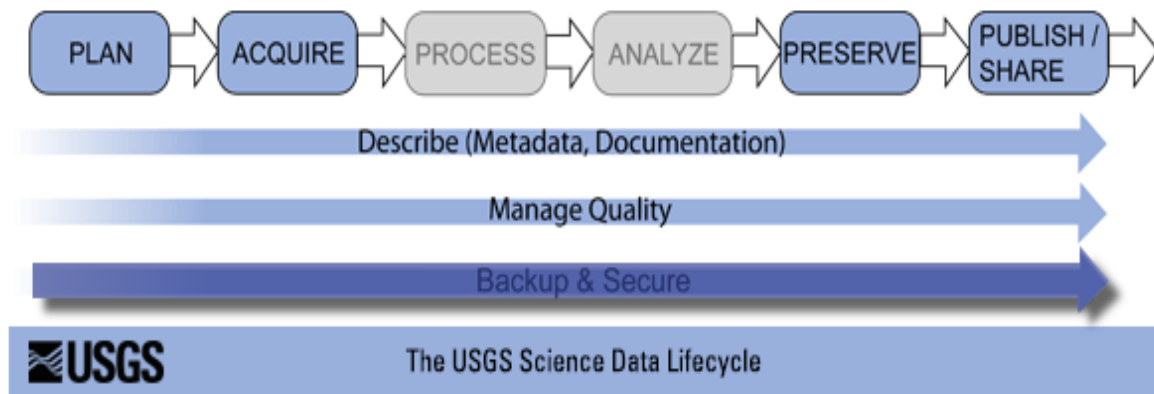 PLAN
ACQUIRE
PROCESS
ANALYZE
PRESERVE
PUBLISH /
SHARE
Describe (Metadata, Documentation)
Manage Quality
Backup & Secure
USGS
The USGS Science Data Lifecycle